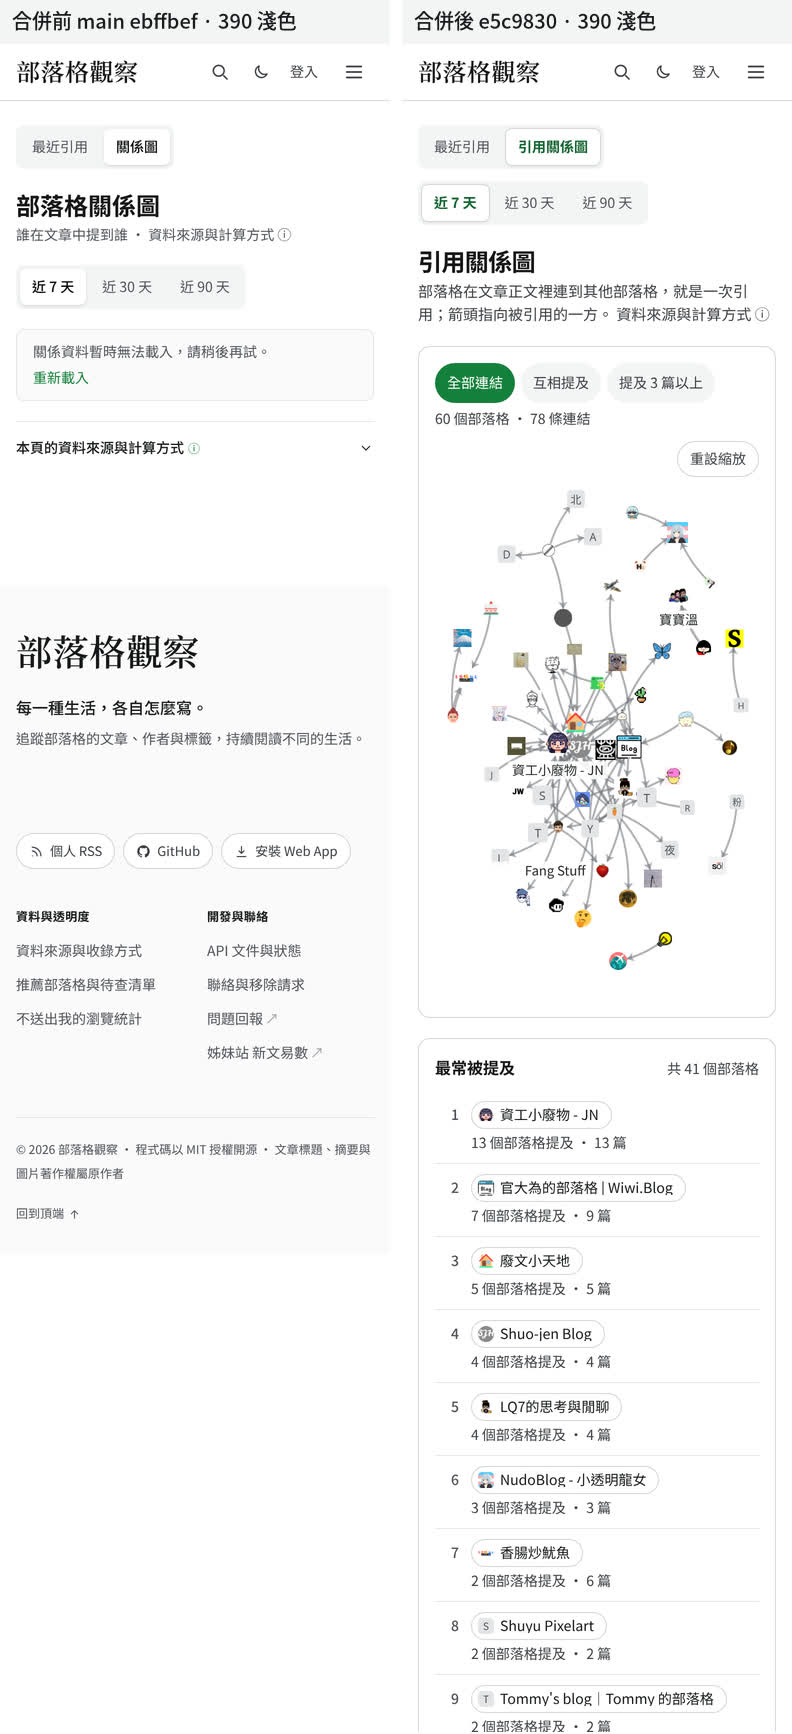 合併前 main ebffbef · 390 淺色
部落格觀察
登入
最近引用
關係圖
部落格關係圖
誰在文章中提到誰 · 資料來源與計算方式 ⓘ
近 7 天
近 30 天
近 90 天
關係資料暫時無法載入，請稍後再試。
重新載入
本頁的資料來源與計算方式 ⓘ
部落格觀察
每一種生活，各自怎麼寫。
追蹤部落格的文章、作者與標籤，持續閱讀不同的生活。
個人 RSS
GitHub
安裝 Web App
資料與透明度
資料來源與收錄方式
推薦部落格與待查清單
不送出我的瀏覽統計
開發與聯絡
API 文件與狀態
聯絡與移除請求
問題回報 ↗
姊妹站 新文易數 ↗
© 2026 部落格觀察 · 程式碼以 MIT 授權開源 · 文章標題、摘要與
圖片著作權屬原作者
回到頂端 ↑
合併後 e5c9830 · 390 淺色
部落格觀察
登入
最近引用
引用關係圖
近 7 天
近 30 天
近 90 天
引用關係圖
部落格在文章正文裡連到其他部落格，就是一次引
用；箭頭指向被引用的一方。 資料來源與計算方式 ⓘ
全部連結
互相提及
提及 3 篇以上
60 個部落格 · 78 條連結
重設縮放
北
A
D
寶寶溫
S
H
Blog
資工小廢物 - JN
J
JW
S
T
R
粉
T
Y
夜
I
Fang Stuff
最常被提及
共 41 個部落格
1
資工小廢物 - JN
13 個部落格提及 · 13 篇
2
官大為的部落格 | Wiwi.Blog
7 個部落格提及 · 9 篇
3
廢文小天地
5 個部落格提及 · 5 篇
4
Shuo-jen Blog
4 個部落格提及 · 4 篇
5
LQ7的思考與閒聊
4 個部落格提及 · 4 篇
6
NudoBlog - 小透明龍女
3 個部落格提及 · 3 篇
7
香腸炒魷魚
2 個部落格提及 · 6 篇
8
S
Shuyu Pixelart
2 個部落格提及 · 2 篇
9
T
Tommy's blog｜Tommy 的部落格
2 個部落格提及 · 2 篇